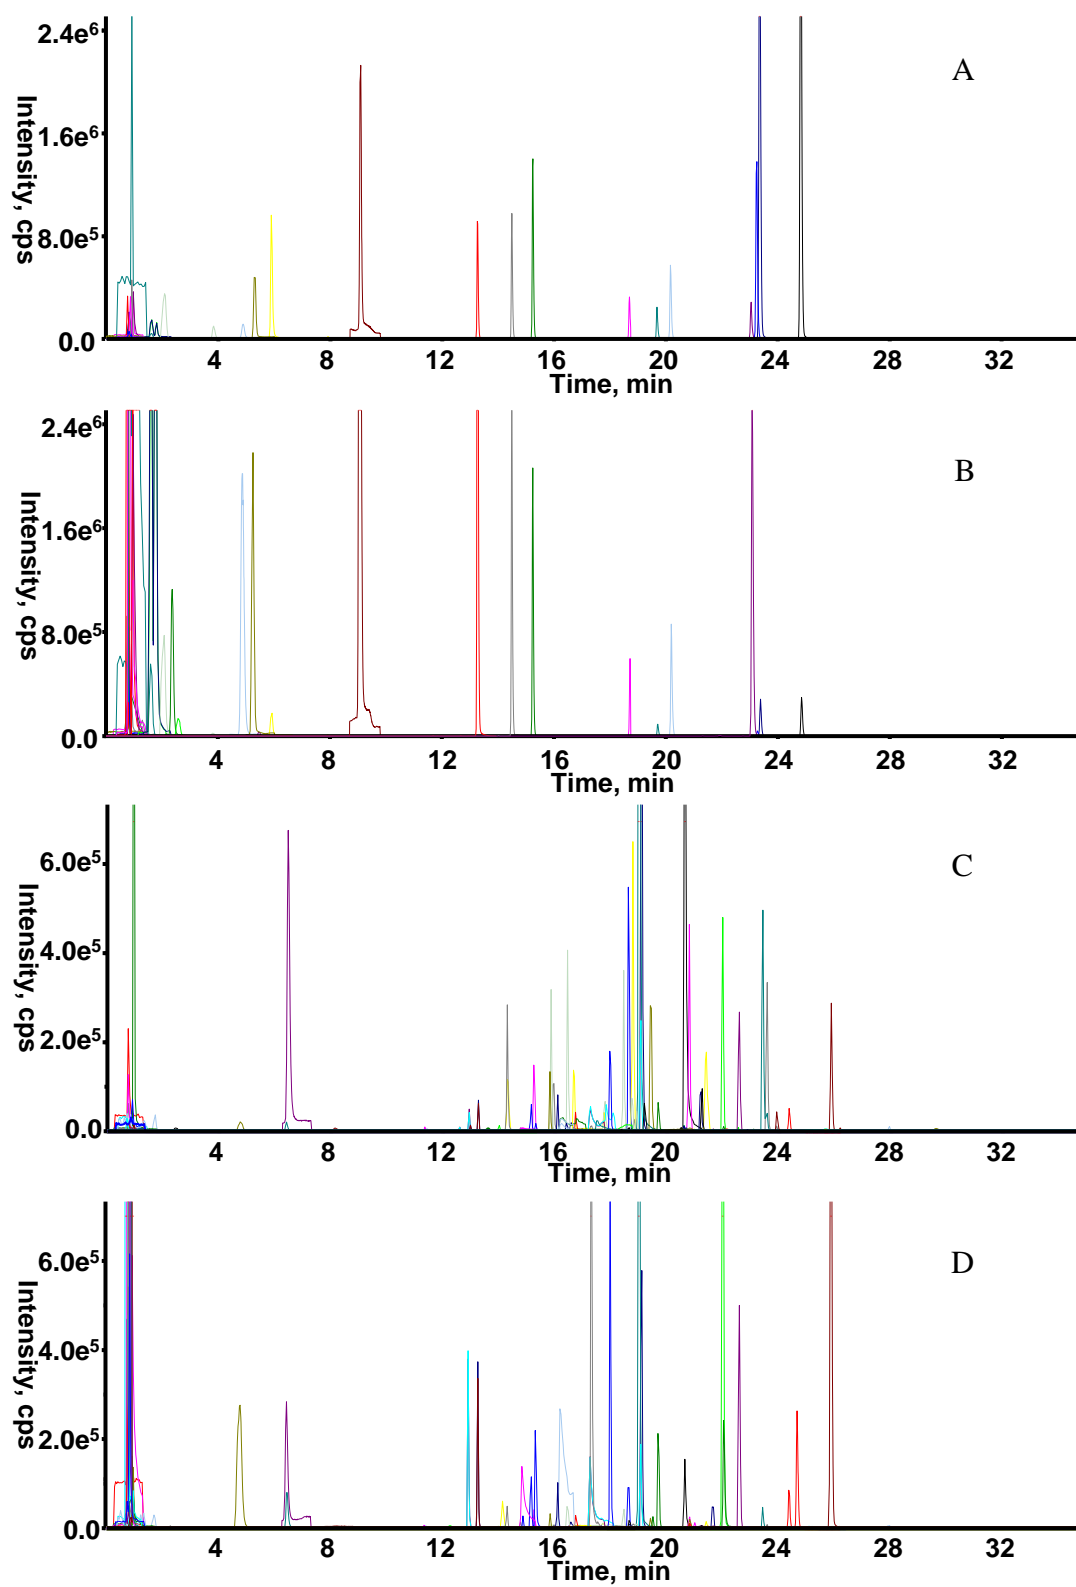 A
2.4e6
1.6e6
8.0e5
0.0
Intensity, cps
4 8 12 16 20 24 28 32
Time, min
B
2.4e6
1.6e6
8.0e5
0.0
Intensity, cps
4 8 12 16 20 24 28 32
Time, min
C
6.0e5
4.0e5
2.0e5
0.0
Intensity, cps
4 8 12 16 20 24 28 32
Time, min
D
6.0e5
4.0e5
2.0e5
0.0
Intensity, cps
4 8 12 16 20 24 28 32
Time, min